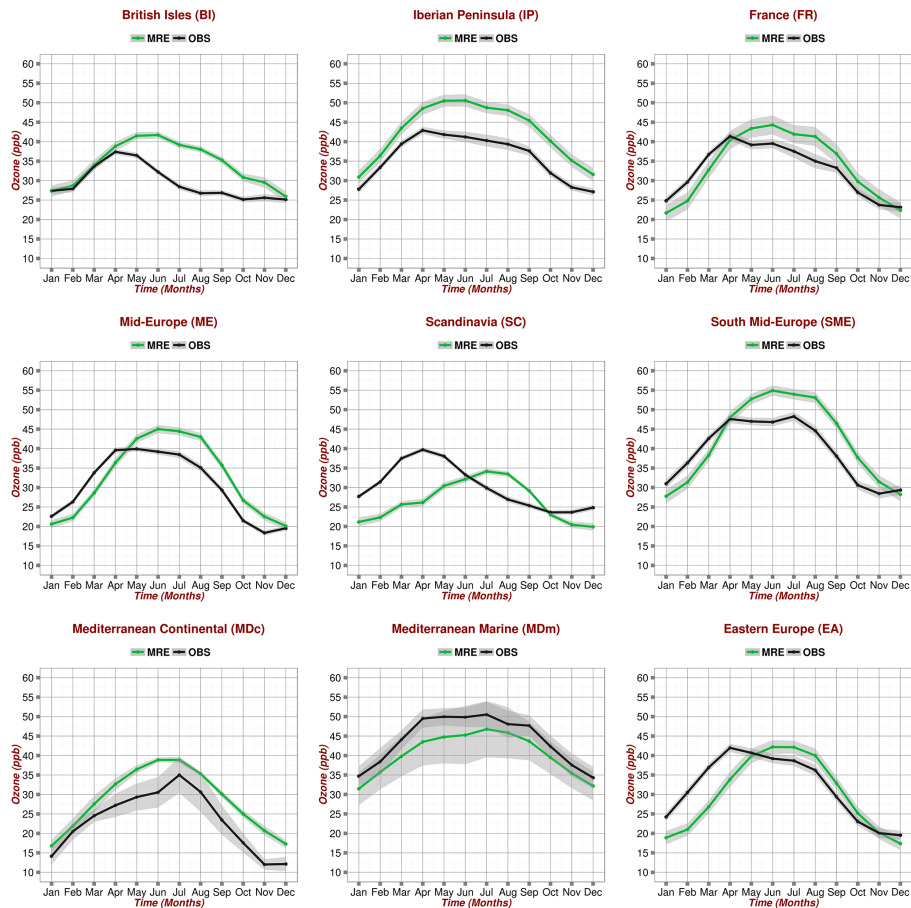 British Isles (BI)
MRE OBS
Ozone (ppb)
60
55
50
45
40
35
30
25
20
15
10
Jan Feb Mar Apr May Jun Jul Aug Sep Oct Nov Dec
Time (Months)
Iberian Peninsula (IP)
MRE OBS
Ozone (ppb)
60
55
50
45
40
35
30
25
20
15
10
Jan Feb Mar Apr May Jun Jul Aug Sep Oct Nov Dec
Time (Months)
France (FR)
MRE OBS
Ozone (ppb)
60
55
50
45
40
35
30
25
20
15
10
Jan Feb Mar Apr May Jun Jul Aug Sep Oct Nov Dec
Time (Months)
Mid-Europe (ME)
MRE OBS
Ozone (ppb)
60
55
50
45
40
35
30
25
20
15
10
Jan Feb Mar Apr May Jun Jul Aug Sep Oct Nov Dec
Time (Months)
Scandinavia (SC)
MRE OBS
Ozone (ppb)
60
55
50
45
40
35
30
25
20
15
10
Jan Feb Mar Apr May Jun Jul Aug Sep Oct Nov Dec
Time (Months)
South Mid-Europe (SME)
MRE OBS
Ozone (ppb)
60
55
50
45
40
35
30
25
20
15
10
Jan Feb Mar Apr May Jun Jul Aug Sep Oct Nov Dec
Time (Months)
Mediterranean Continental (MDc)
MRE OBS
Ozone (ppb)
60
55
50
45
40
35
30
25
20
15
10
Jan Feb Mar Apr May Jun Jul Aug Sep Oct Nov Dec
Time (Months)
Mediterranean Marine (MDm)
MRE OBS
Ozone (ppb)
60
55
50
45
40
35
30
25
20
15
10
Jan Feb Mar Apr May Jun Jul Aug Sep Oct Nov Dec
Time (Months)
Eastern Europe (EA)
MRE OBS
Ozone (ppb)
60
55
50
45
40
35
30
25
20
15
10
Jan Feb Mar Apr May Jun Jul Aug Sep Oct Nov Dec
Time (Months)